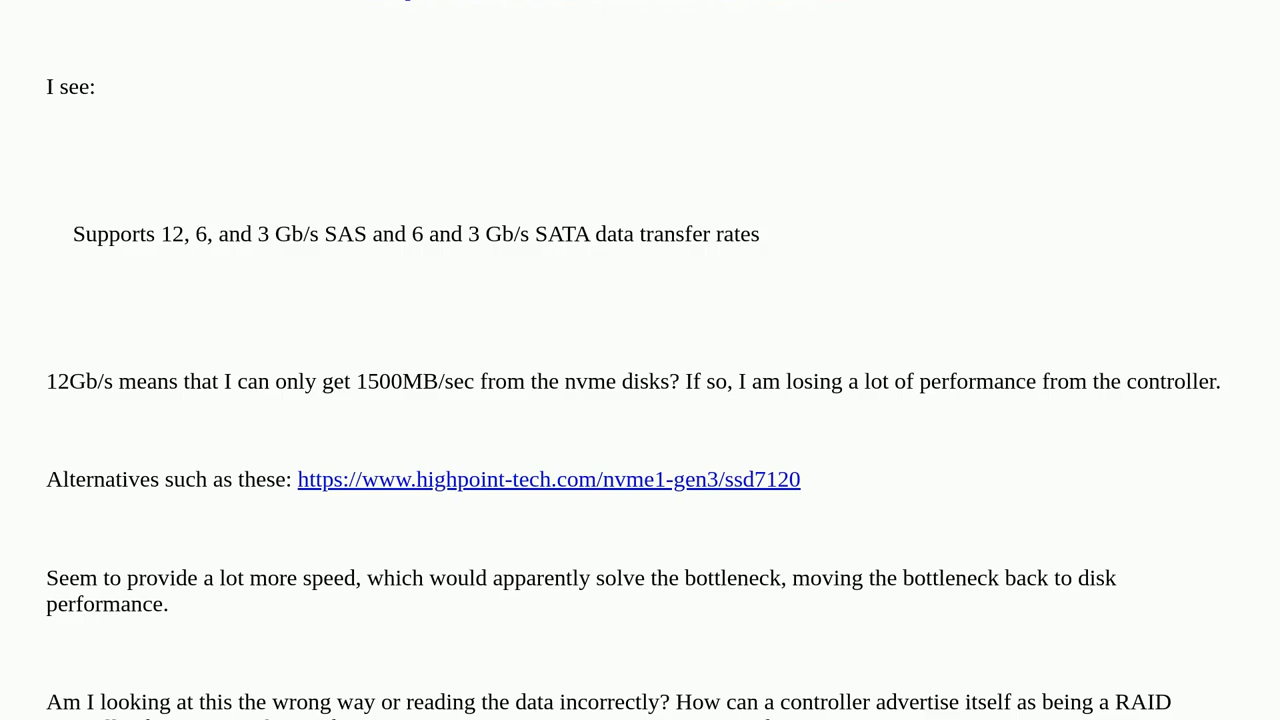 I see:
Supports 12, 6, and 3 Gb/s SAS and 6 and 3 Gb/s SATA data transfer rates
12Gb/s means that I can only get 1500MB/sec from the nvme disks? If so, I am losing a lot of performance from the controller.
Alternatives such as these: https://www.highpoint-tech.com/nvme1-gen3/ssd7120
Seem to provide a lot more speed, which would apparently solve the bottleneck, moving the bottleneck back to disk
performance.
Am I looking at this the wrong way or reading the data incorrectly? How can a controller advertise itself as being a RAID